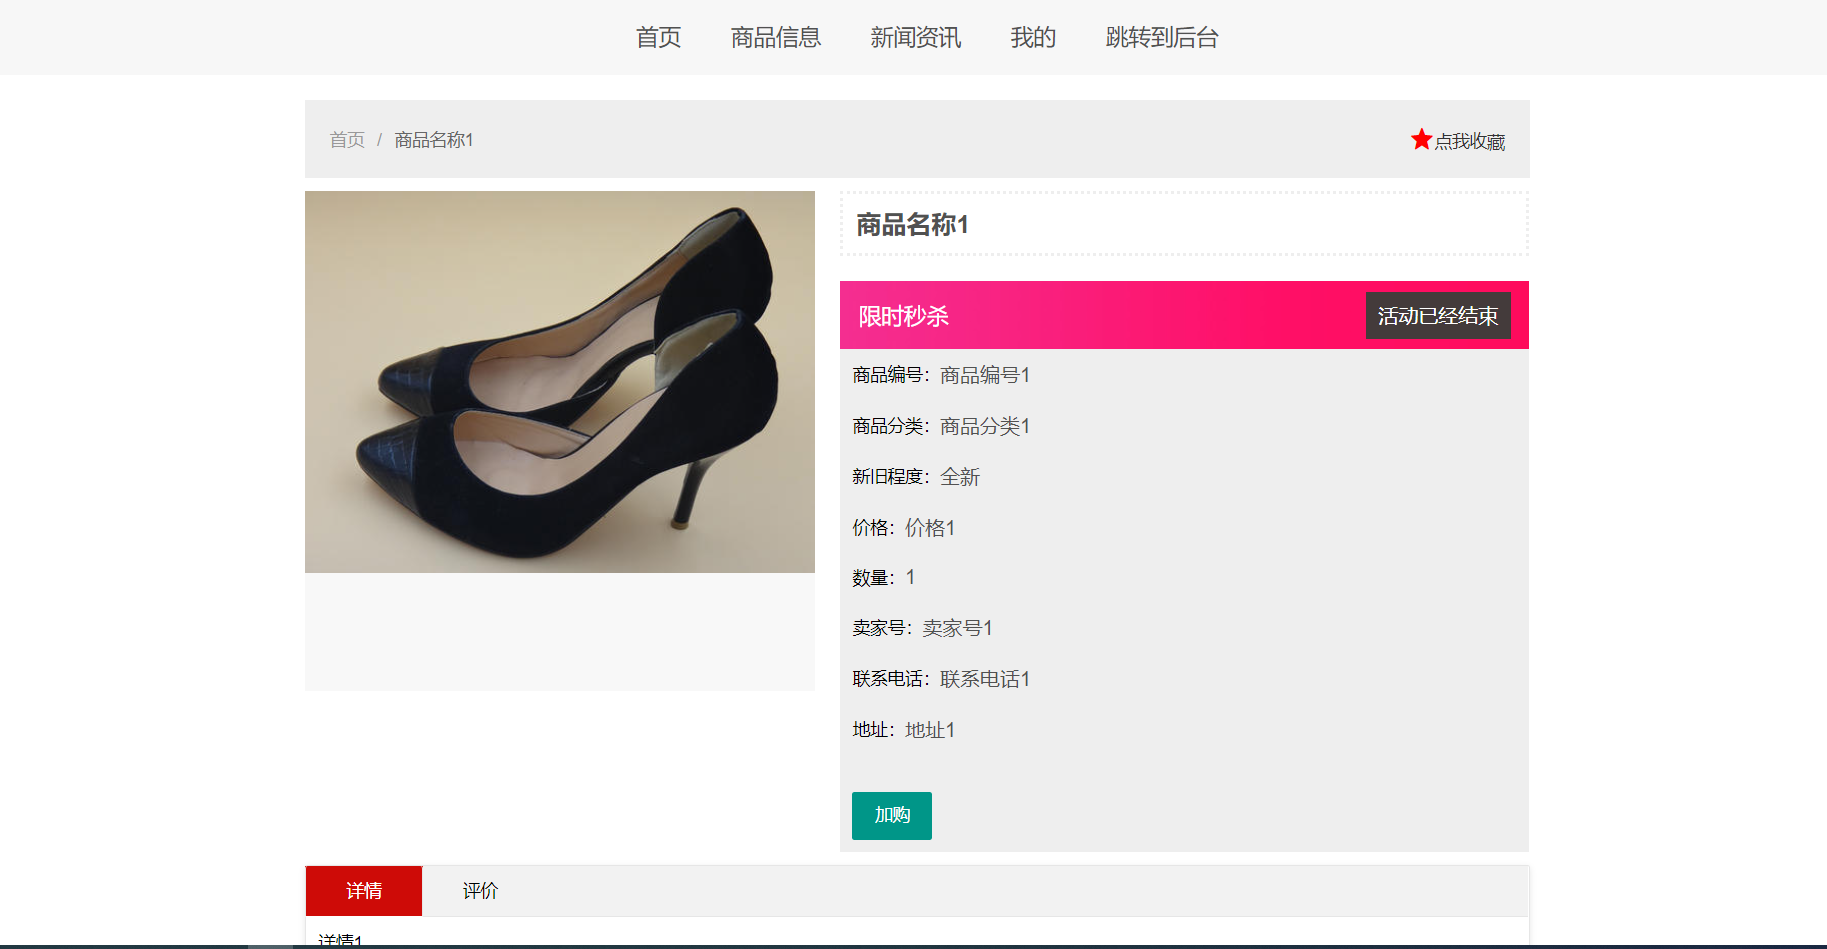 首页 商品信息 新闻资讯 我的 跳转到后台
首页 / 商品名称1 点我收藏
商品名称1
限时秒杀 活动已经结束
商品编号：商品编号1
商品分类：商品分类1
新旧程度：全新
价格：价格1
数量：1
卖家号：卖家号1
联系电话：联系电话1
地址：地址1
加购
详情 评价
详情1